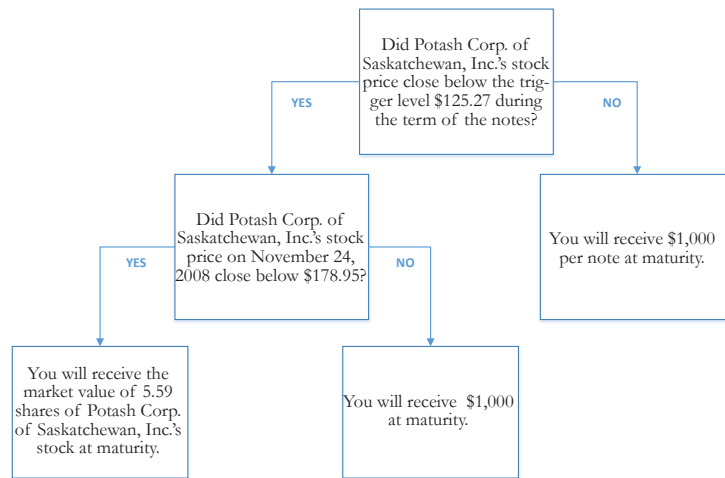 Did Potash Corp. of
Saskatchewan, Inc.'s stock
price close below the trig-
ger level $125.27 during
the term of the notes?
YES
NO
Did Potash Corp. of
Saskatchewan, Inc.'s stock
price on November 24,
2008 close below $178.95?
You will receive $1,000
per note at maturity.
YES
NO
You will receive the
market value of 5.59
shares of Potash Corp.
of Saskatchewan, Inc.'s
stock at maturity.
You will receive $1,000
at maturity.